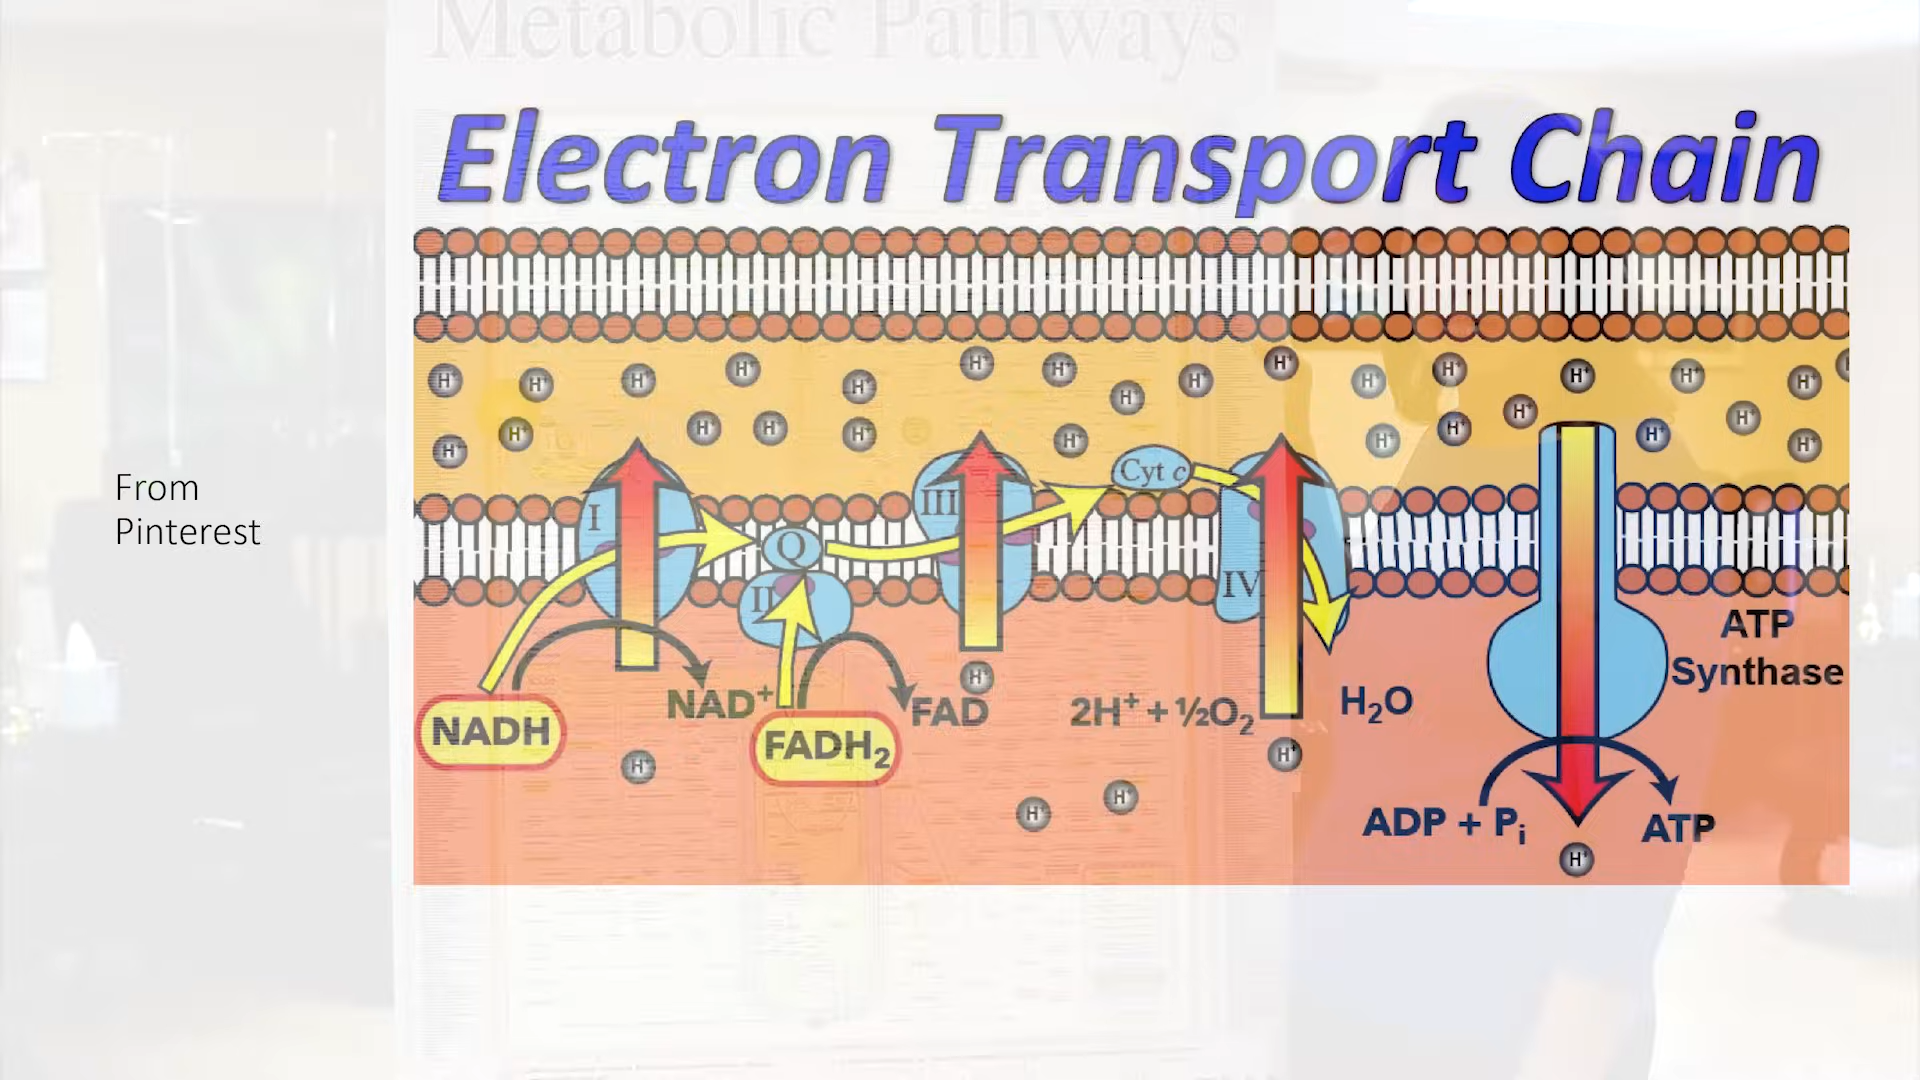 Metabolic Pathways
Electron Transport Chain
H⁺ H⁺ H⁺ H⁺ H⁺ H⁺ H⁺ H⁺ H⁺ H⁺ H⁺ H⁺ H⁺ H⁺ H⁺
H⁺ H⁺ H⁺ H⁺ H⁺ H⁺ H⁺ H⁺ H⁺ H⁺ H⁺ H⁺
From
Pinterest
I
Q
II
III
Cyt c
IV
ATP
Synthase
NADH
NAD⁺
FADH₂
FAD
H⁺
2H⁺ + ½O₂
H₂O
H⁺
H⁺
H⁺
H⁺
ADP + Pᵢ
ATP
H⁺